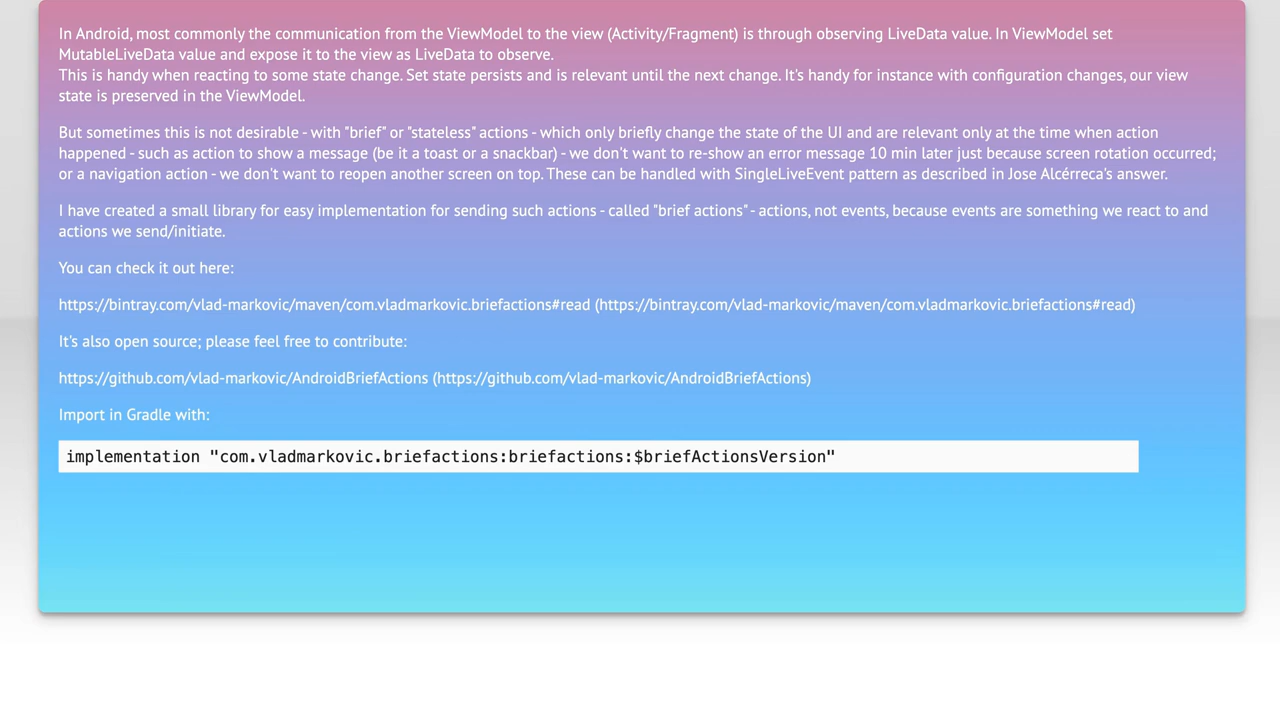 In Android, most commonly the communication from the ViewModel to the view (Activity/Fragment) is through observing LiveData value. In ViewModel set
MutableLiveData value and expose it to the view as LiveData to observe.
This is handy when reacting to some state change. Set state persists and is relevant until the next change. It's handy for instance with configuration changes, our view
state is preserved in the ViewModel.
But sometimes this is not desirable - with "brief" or "stateless" actions - which only briefly change the state of the UI and are relevant only at the time when action
happened - such as action to show a message (be it a toast or a snackbar) - we don't want to re-show an error message 10 min later just because screen rotation occurred;
or a navigation action - we don't want to reopen another screen on top. These can be handled with SingleLiveEvent pattern as described in Jose Alcérreca's answer.
I have created a small library for easy implementation for sending such actions - called "brief actions" - actions, not events, because events are something we react to and
actions we send/initiate.
You can check it out here:
https://bintray.com/vlad-markovic/maven/com.vladmarkovic.briefactions#read (https://bintray.com/vlad-markovic/maven/com.vladmarkovic.briefactions#read)
It's also open source; please feel free to contribute:
https://github.com/vlad-markovic/AndroidBriefActions (https://github.com/vlad-markovic/AndroidBriefActions)
Import in Gradle with:
implementation "com.vladmarkovic.briefactions:briefactions:$briefActionsVersion"